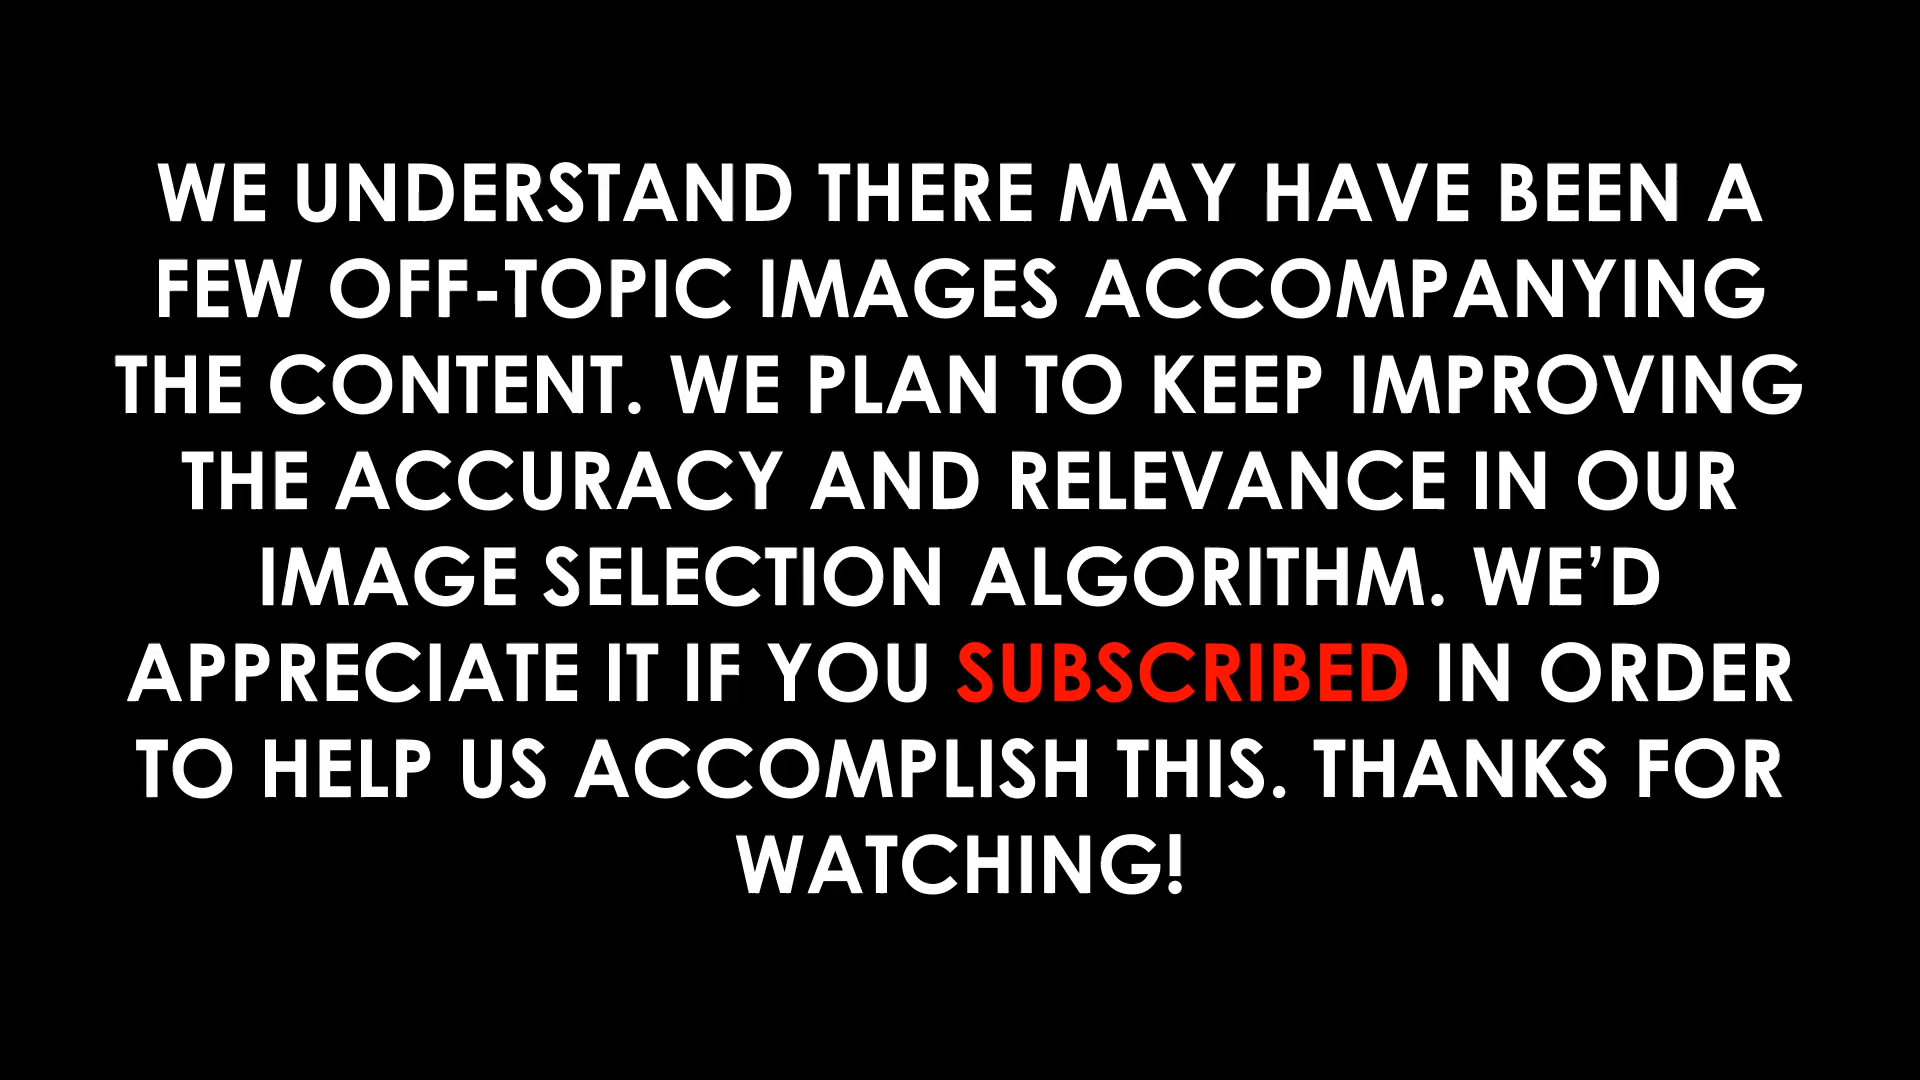 WE UNDERSTAND THERE MAY HAVE BEEN A
FEW OFF-TOPIC IMAGES ACCOMPANYING
THE CONTENT. WE PLAN TO KEEP IMPROVING
THE ACCURACY AND RELEVANCE IN OUR
IMAGE SELECTION ALGORITHM. WE’D
APPRECIATE IT IF YOU SUBSCRIBED IN ORDER
TO HELP US ACCOMPLISH THIS. THANKS FOR
WATCHING!